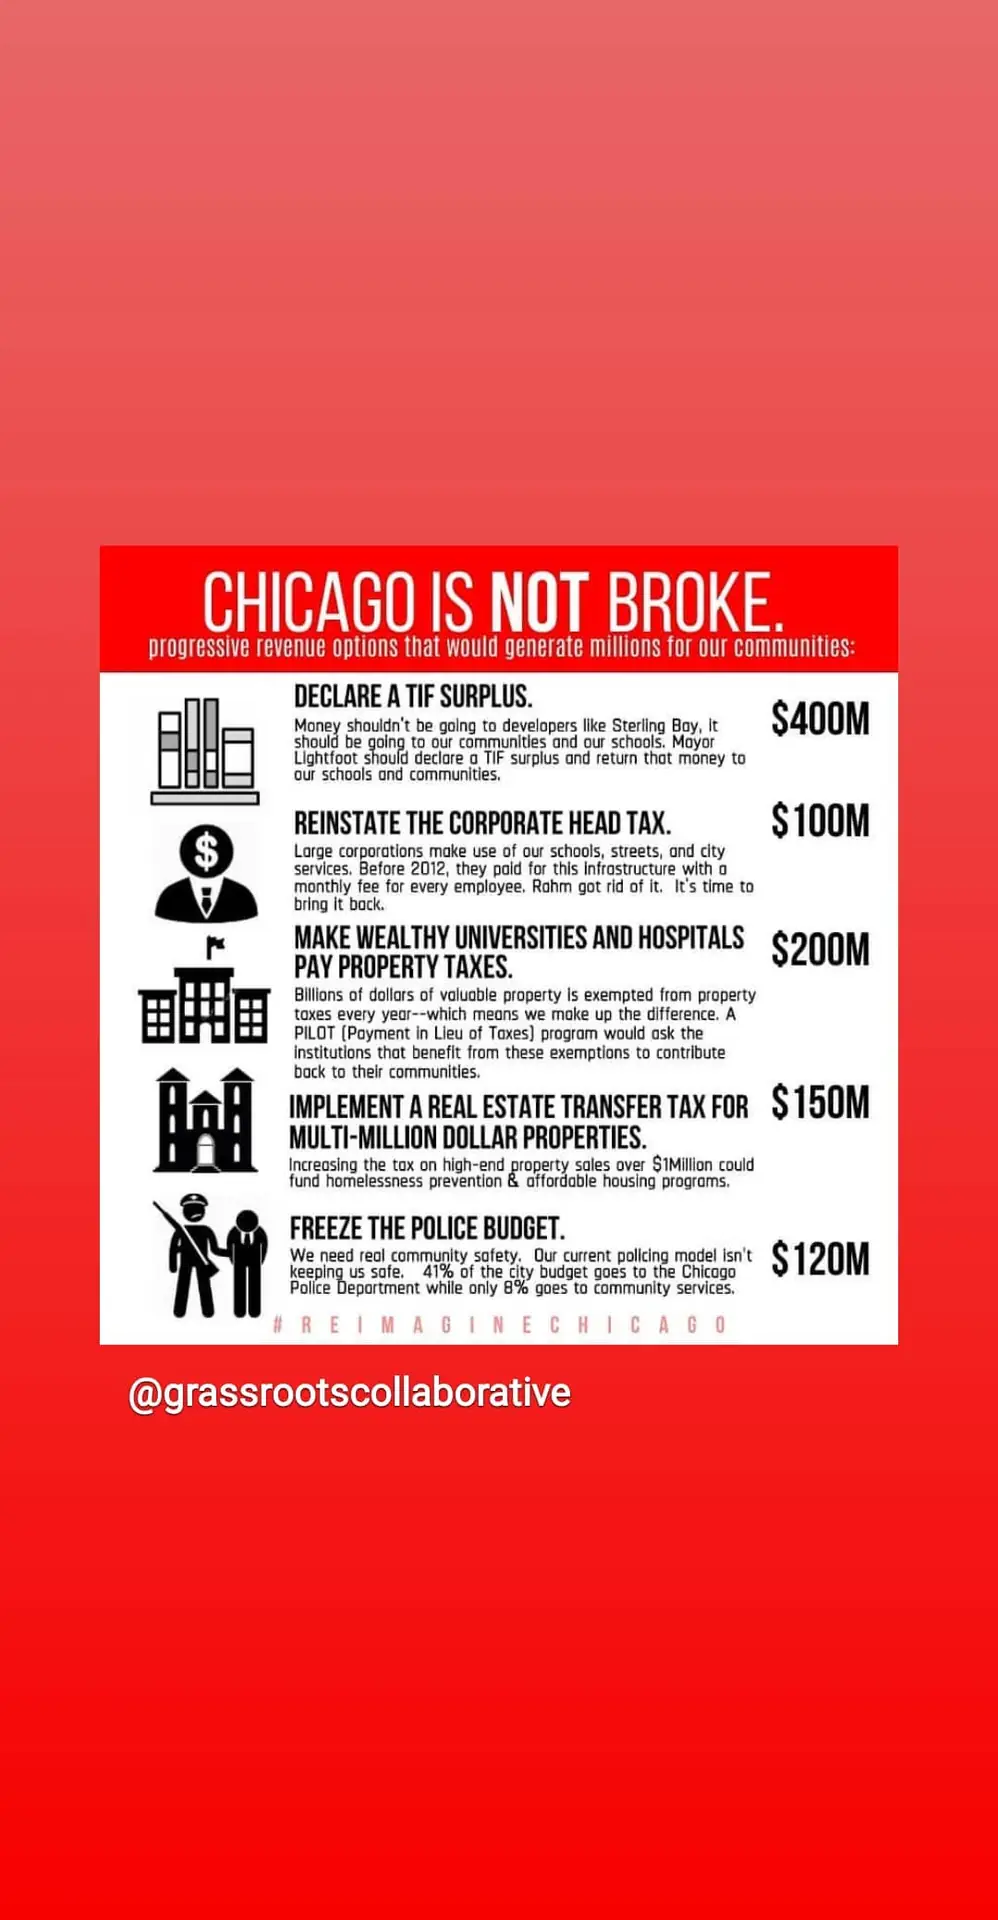 CHICAGO IS NOT BROKE.
progressive revenue options that would generate millions for our communities:
DECLARE A TIF SURPLUS.
$400M
Money shouldn't be going to developers like Sterling Bay, it
should be going to our communities and our schools. Mayor
Lightfoot should declare a TIF surplus and return that money to
our schools and communities.
REINSTATE THE CORPORATE HEAD TAX.
$100M
Large corporations make use of our schools, streets, and city
services. Before 2012, they paid for this infrastructure with a
monthly fee for every employee. Rahm got rid of it. It's time to
bring it back.
MAKE WEALTHY UNIVERSITIES AND HOSPITALS
PAY PROPERTY TAXES.
$200M
Billions of dollars of valuable property is exempted from property
taxes every year--which means we make up the difference. A
PILOT (Payment in Lieu of Taxes) program would ask the
institutions that benefit from these exemptions to contribute
back to their communities.
IMPLEMENT A REAL ESTATE TRANSFER TAX FOR
MULTI-MILLION DOLLAR PROPERTIES.
$150M
Increasing the tax on high-end property sales over $1Million could
fund homelessness prevention & affordable housing programs.
FREEZE THE POLICE BUDGET.
$120M
We need real community safety. Our current policing model isn't
keeping us safe. 41% of the city budget goes to the Chicago
Police Department while only 8% goes to community services.
#REIMAGINECHICAGO
@grassrootscollaborative
$